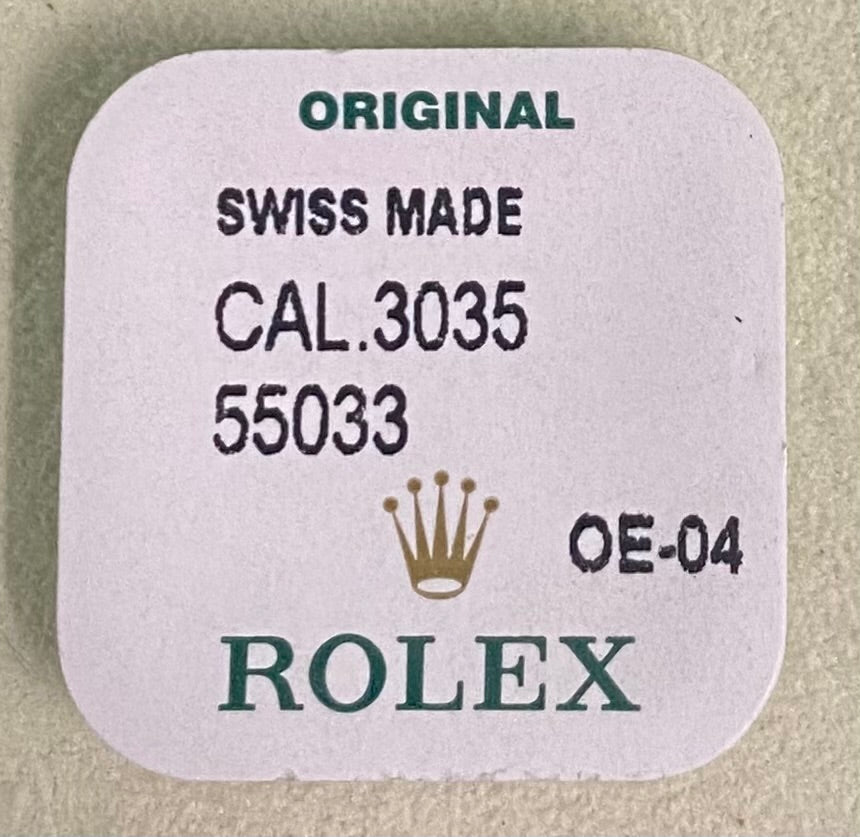 ORIGINAL
SWISS MADE
CAL.3035
55033
OE-04
ROLEX